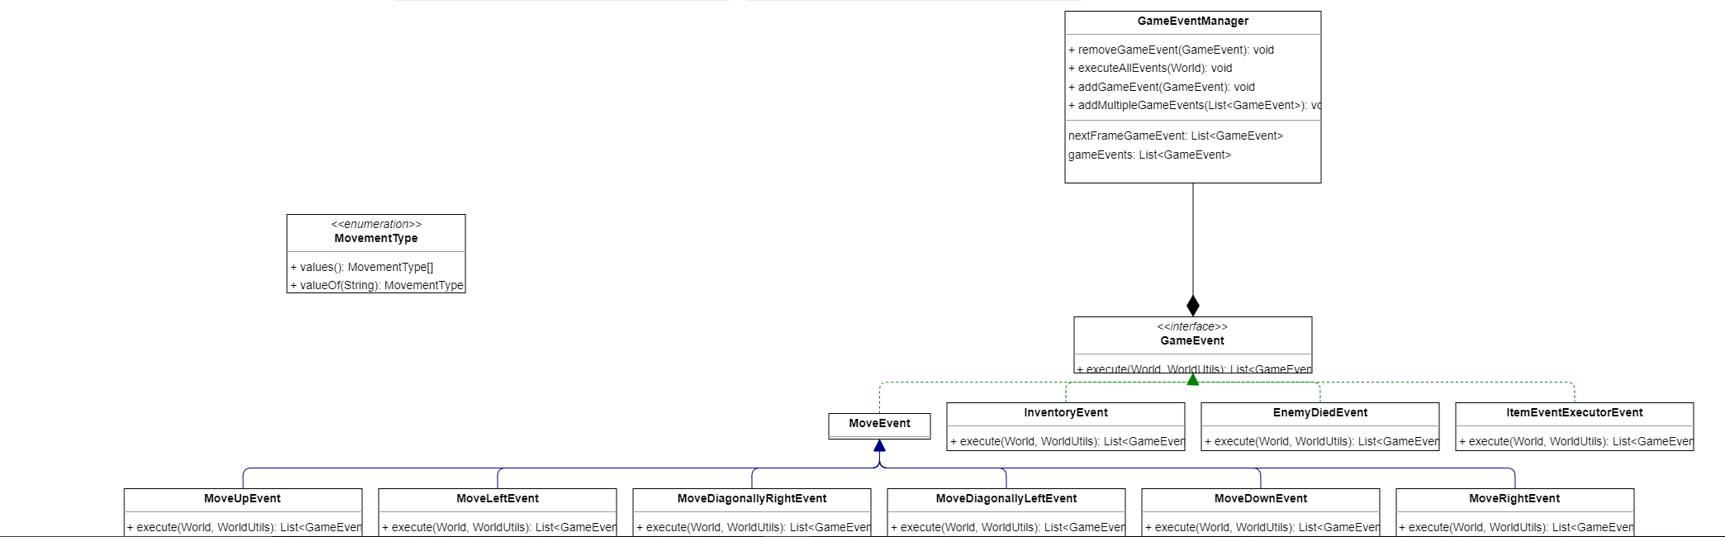 GameEventManager
+ removeGameEvent(GameEvent): void
+ executeAllEvents(World): void
+ addGameEvent(GameEvent): void
+ addMultipleGameEvents(List<GameEvent>): vo
nextFrameGameEvent: List<GameEvent>
gameEvents: List<GameEvent>
<<enumeration>>
MovementType
+ values(): MovementType[]
+ valueOf(String): MovementType
<<interface>>
GameEvent
+ execute(World, WorldUtils): List<GameEven
MoveEvent
InventoryEvent
+ execute(World, WorldUtils): List<GameEven
EnemyDiedEvent
+ execute(World, WorldUtils): List<GameEven
ItemEventExecutorEvent
+ execute(World, WorldUtils): List<GameEven
MoveUpEvent
+ execute(World, WorldUtils): List<GameEven
MoveLeftEvent
+ execute(World, WorldUtils): List<GameEven
MoveDiagonallyRightEvent
+ execute(World, WorldUtils): List<GameEven
MoveDiagonallyLeftEvent
+ execute(World, WorldUtils): List<GameEven
MoveDownEvent
+ execute(World, WorldUtils): List<GameEven
MoveRightEvent
+ execute(World, WorldUtils): List<GameEven